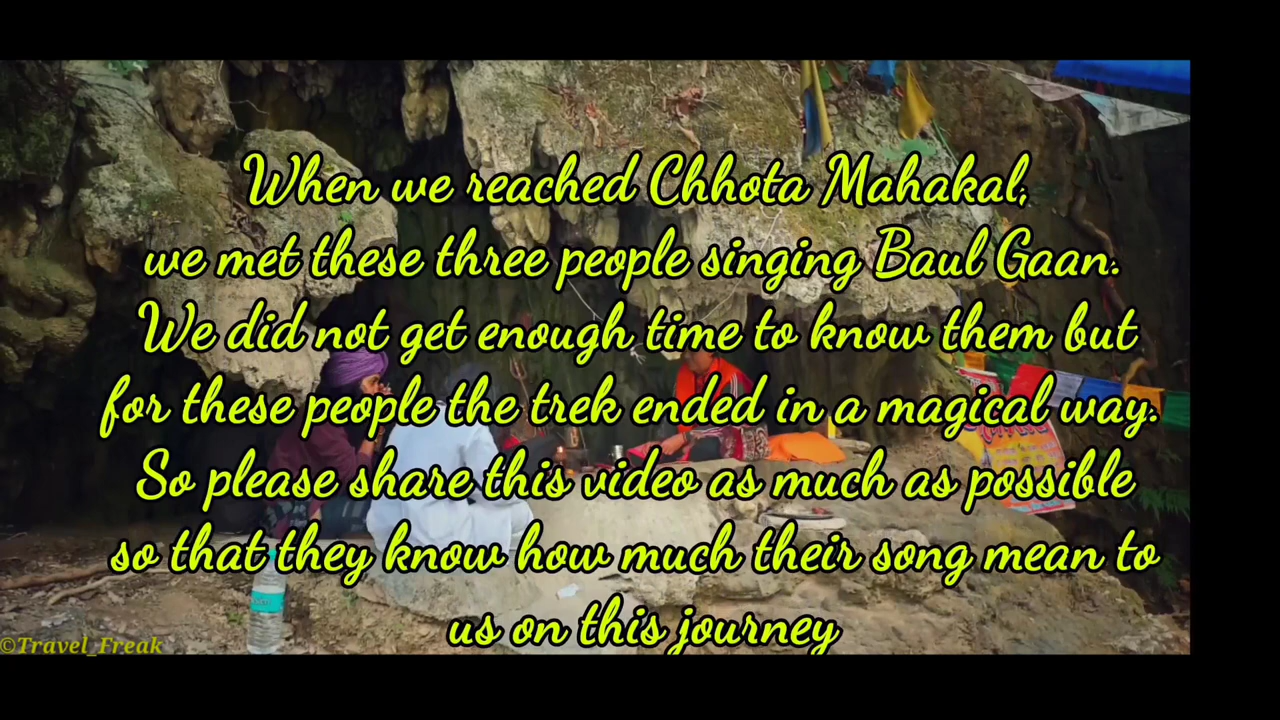 When we reached Chhota Mahakal,
we met these three people singing Baul Gaan.
We did not get enough time to know them but
for these people the trek ended in a magical way.
So please share this video as much as possible
so that they know how much their song mean to
us on this journey
©Travel_Freak